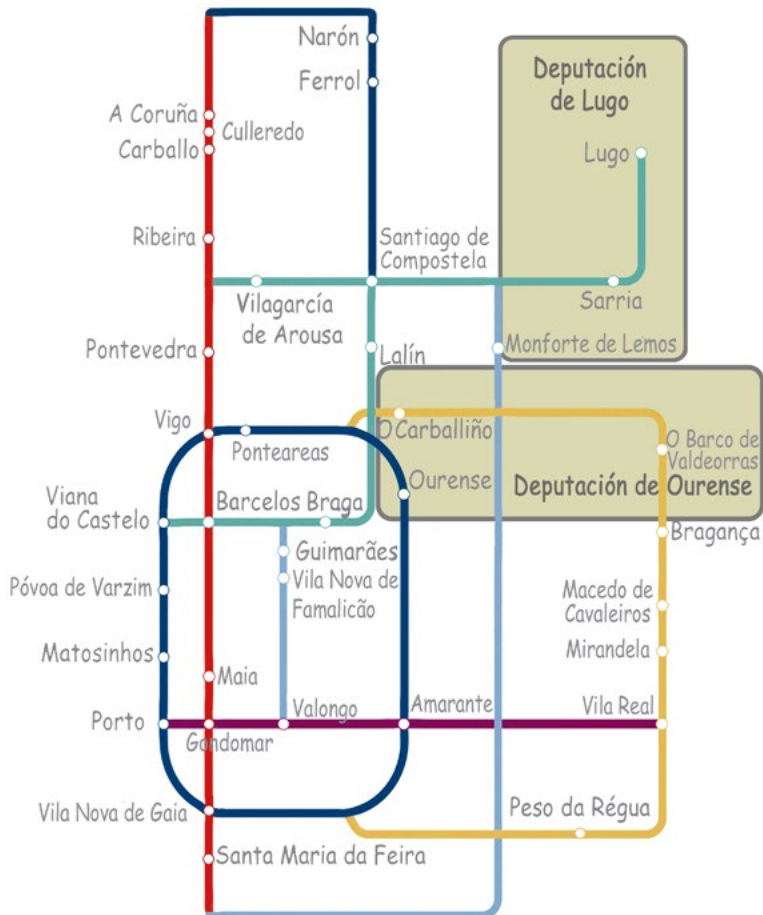 Narón
Ferrol
Deputación
de Lugo
A Coruña
Culleredo
Carballo
Lugo
Ribeira
Santiago de
Compostela
Vilagarcía
de Arousa
Sarria
Pontevedra
Lalín
Monforte de Lemos
Vigo
Ponteareas
O Carballiño
O Barco de
Valdeorras
Ourense
Deputación de Ourense
Viana
do Castelo
Barcelos Braga
Bragança
Guimarães
Vila Nova de
Famalicão
Póvoa de Varzim
Macedo de
Cavaleiros
Matosinhos
Mirandela
Maia
Porto
Gondomar
Valongo
Amarante
Vila Real
Vila Nova de Gaia
Peso da Régua
Santa Maria da Feira